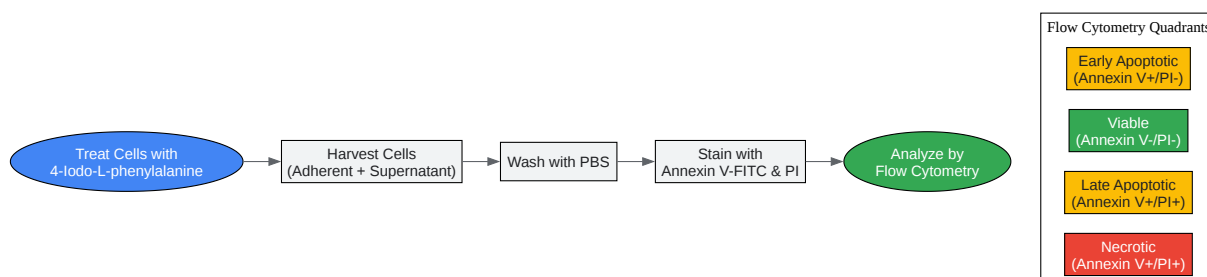 Treat Cells with
4-Iodo-L-phenylalanine
Harvest Cells
(Adherent + Supernatant)
Wash with PBS
Stain with
Annexin V-FITC & PI
Analyze by
Flow Cytometry
Flow Cytometry Quadrants
Early Apoptotic
(Annexin V+/PI-)
Viable
(Annexin V-/PI-)
Late Apoptotic
(Annexin V+/PI+)
Necrotic
(Annexin V+/PI+)